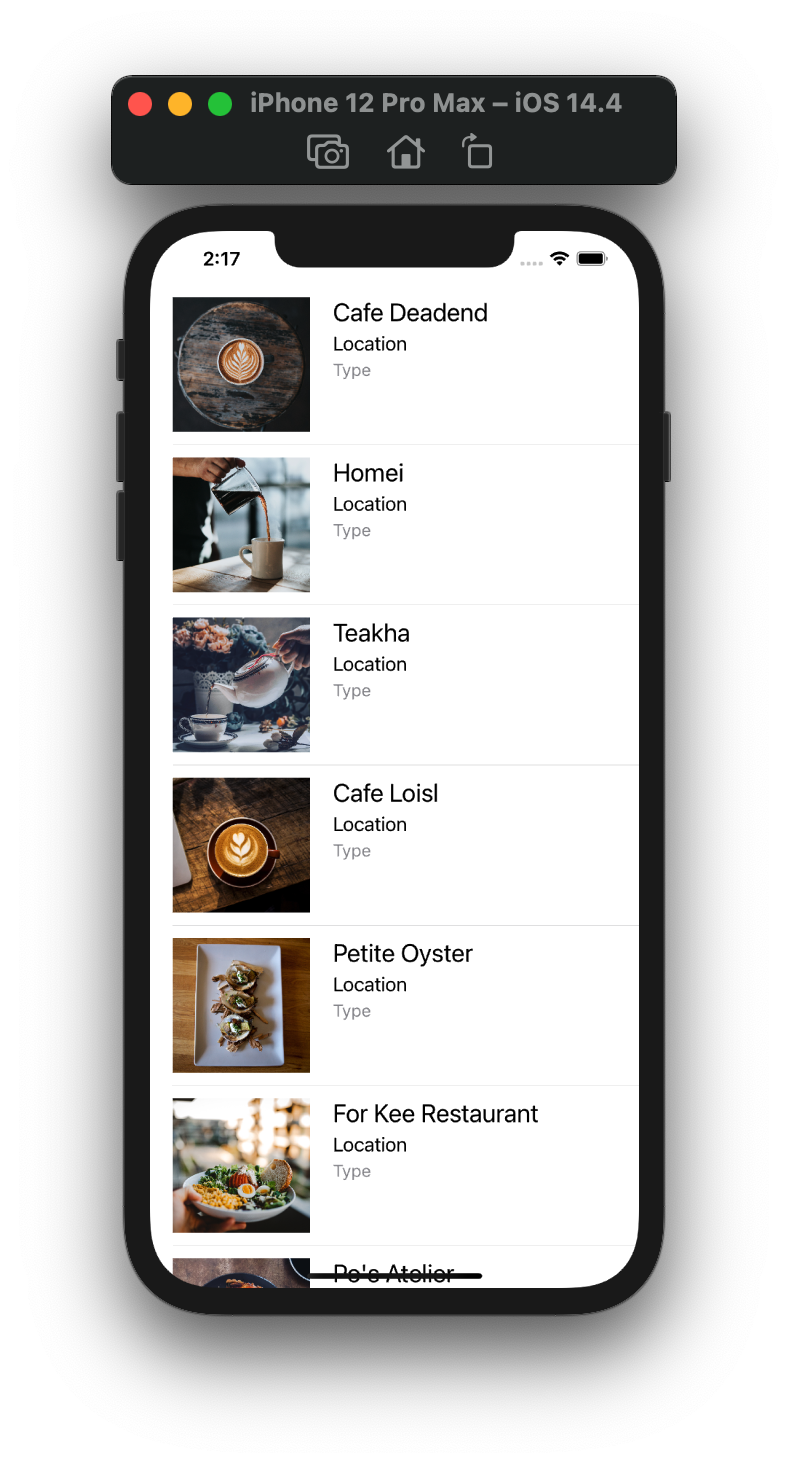 iPhone 12 Pro Max – iOS 14.4
2:17
Cafe Deadend
Location
Type
Homei
Location
Type
Teakha
Location
Type
Cafe Loisl
Location
Type
Petite Oyster
Location
Type
For Kee Restaurant
Location
Type
Po's Atelier